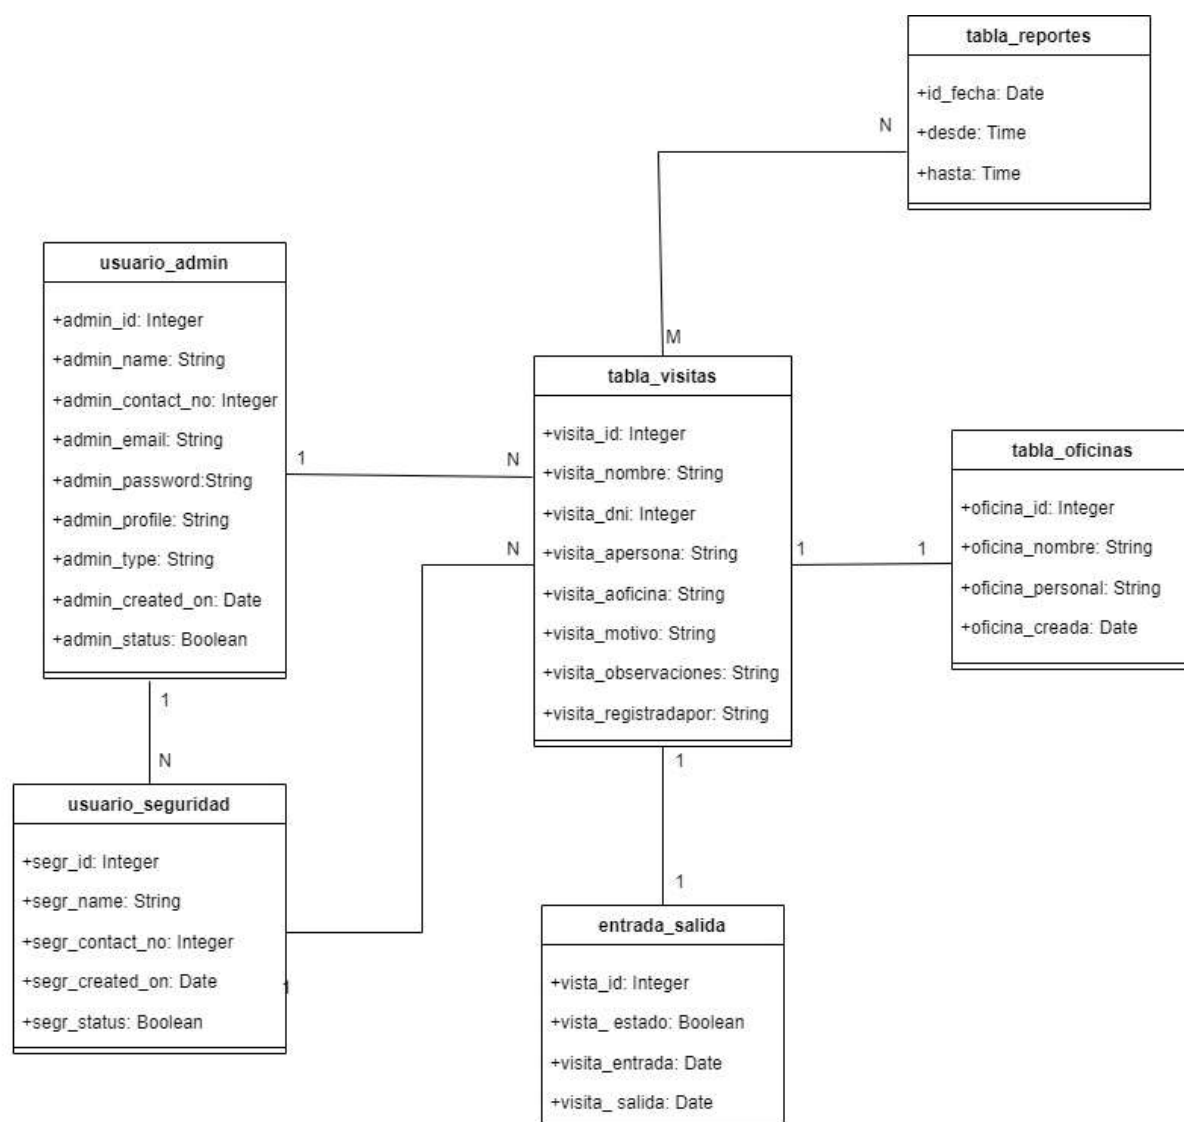 tabla_reportes
+id_fecha: Date
+desde: Time
+hasta: Time
N
M
usuario_admin
+admin_id: Integer
+admin_name: String
+admin_contact_no: Integer
+admin_email: String
+admin_password:String
+admin_profile: String
+admin_type: String
+admin_created_on: Date
+admin_status: Boolean
1
N
N
1
N
tabla_visitas
+visita_id: Integer
+visita_nombre: String
+visita_dni: Integer
+visita_apersona: String
+visita_aoficina: String
+visita_motivo: String
+visita_observaciones: String
+visita_registradapor: String
1
1
tabla_oficinas
+oficina_id: Integer
+oficina_nombre: String
+oficina_personal: String
+oficina_creada: Date
usuario_seguridad
+segr_id: Integer
+segr_name: String
+segr_contact_no: Integer
+segr_created_on: Date
+segr_status: Boolean
1
1
1
entrada_salida
+vista_id: Integer
+vista_ estado: Boolean
+visita_entrada: Date
+visita_ salida: Date